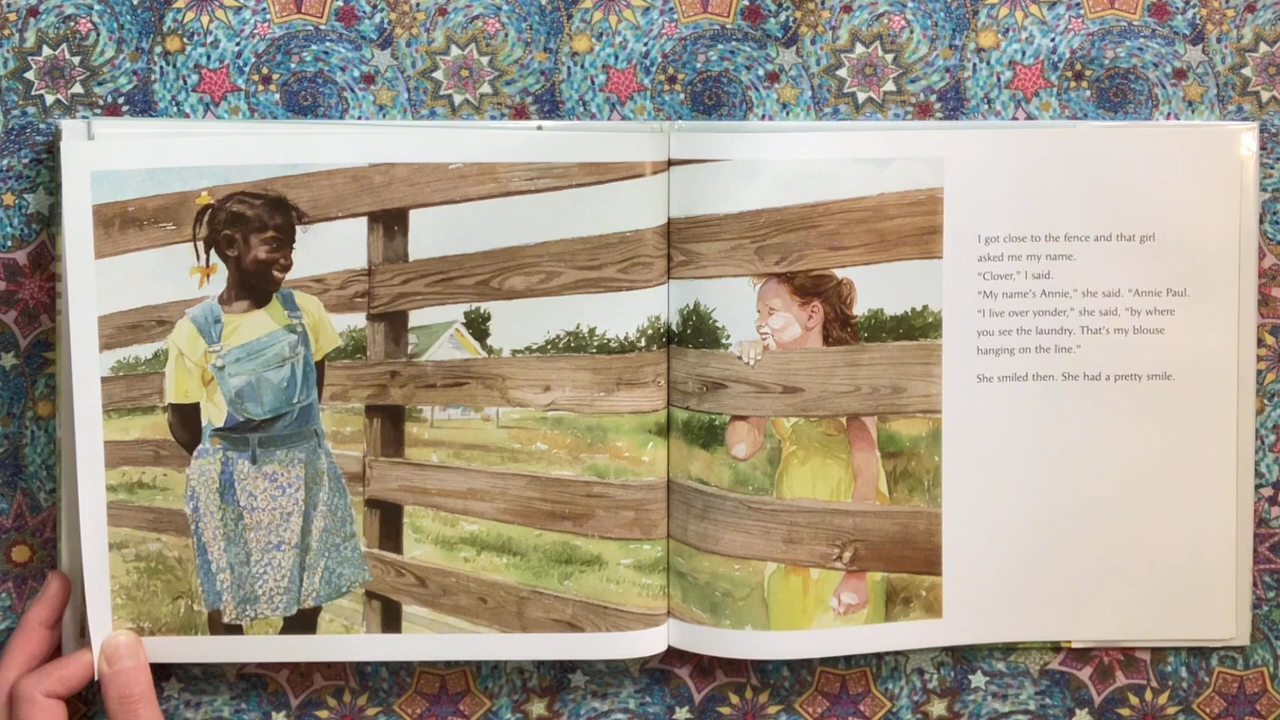 I got close to the fence and that girl
asked me my name.
“Clover,” I said.
“My name’s Annie,” she said. “Annie Paul.
“I live over yonder,” she said, “by where
you see the laundry. That’s my blouse
hanging on the line.”
She smiled then. She had a pretty smile.